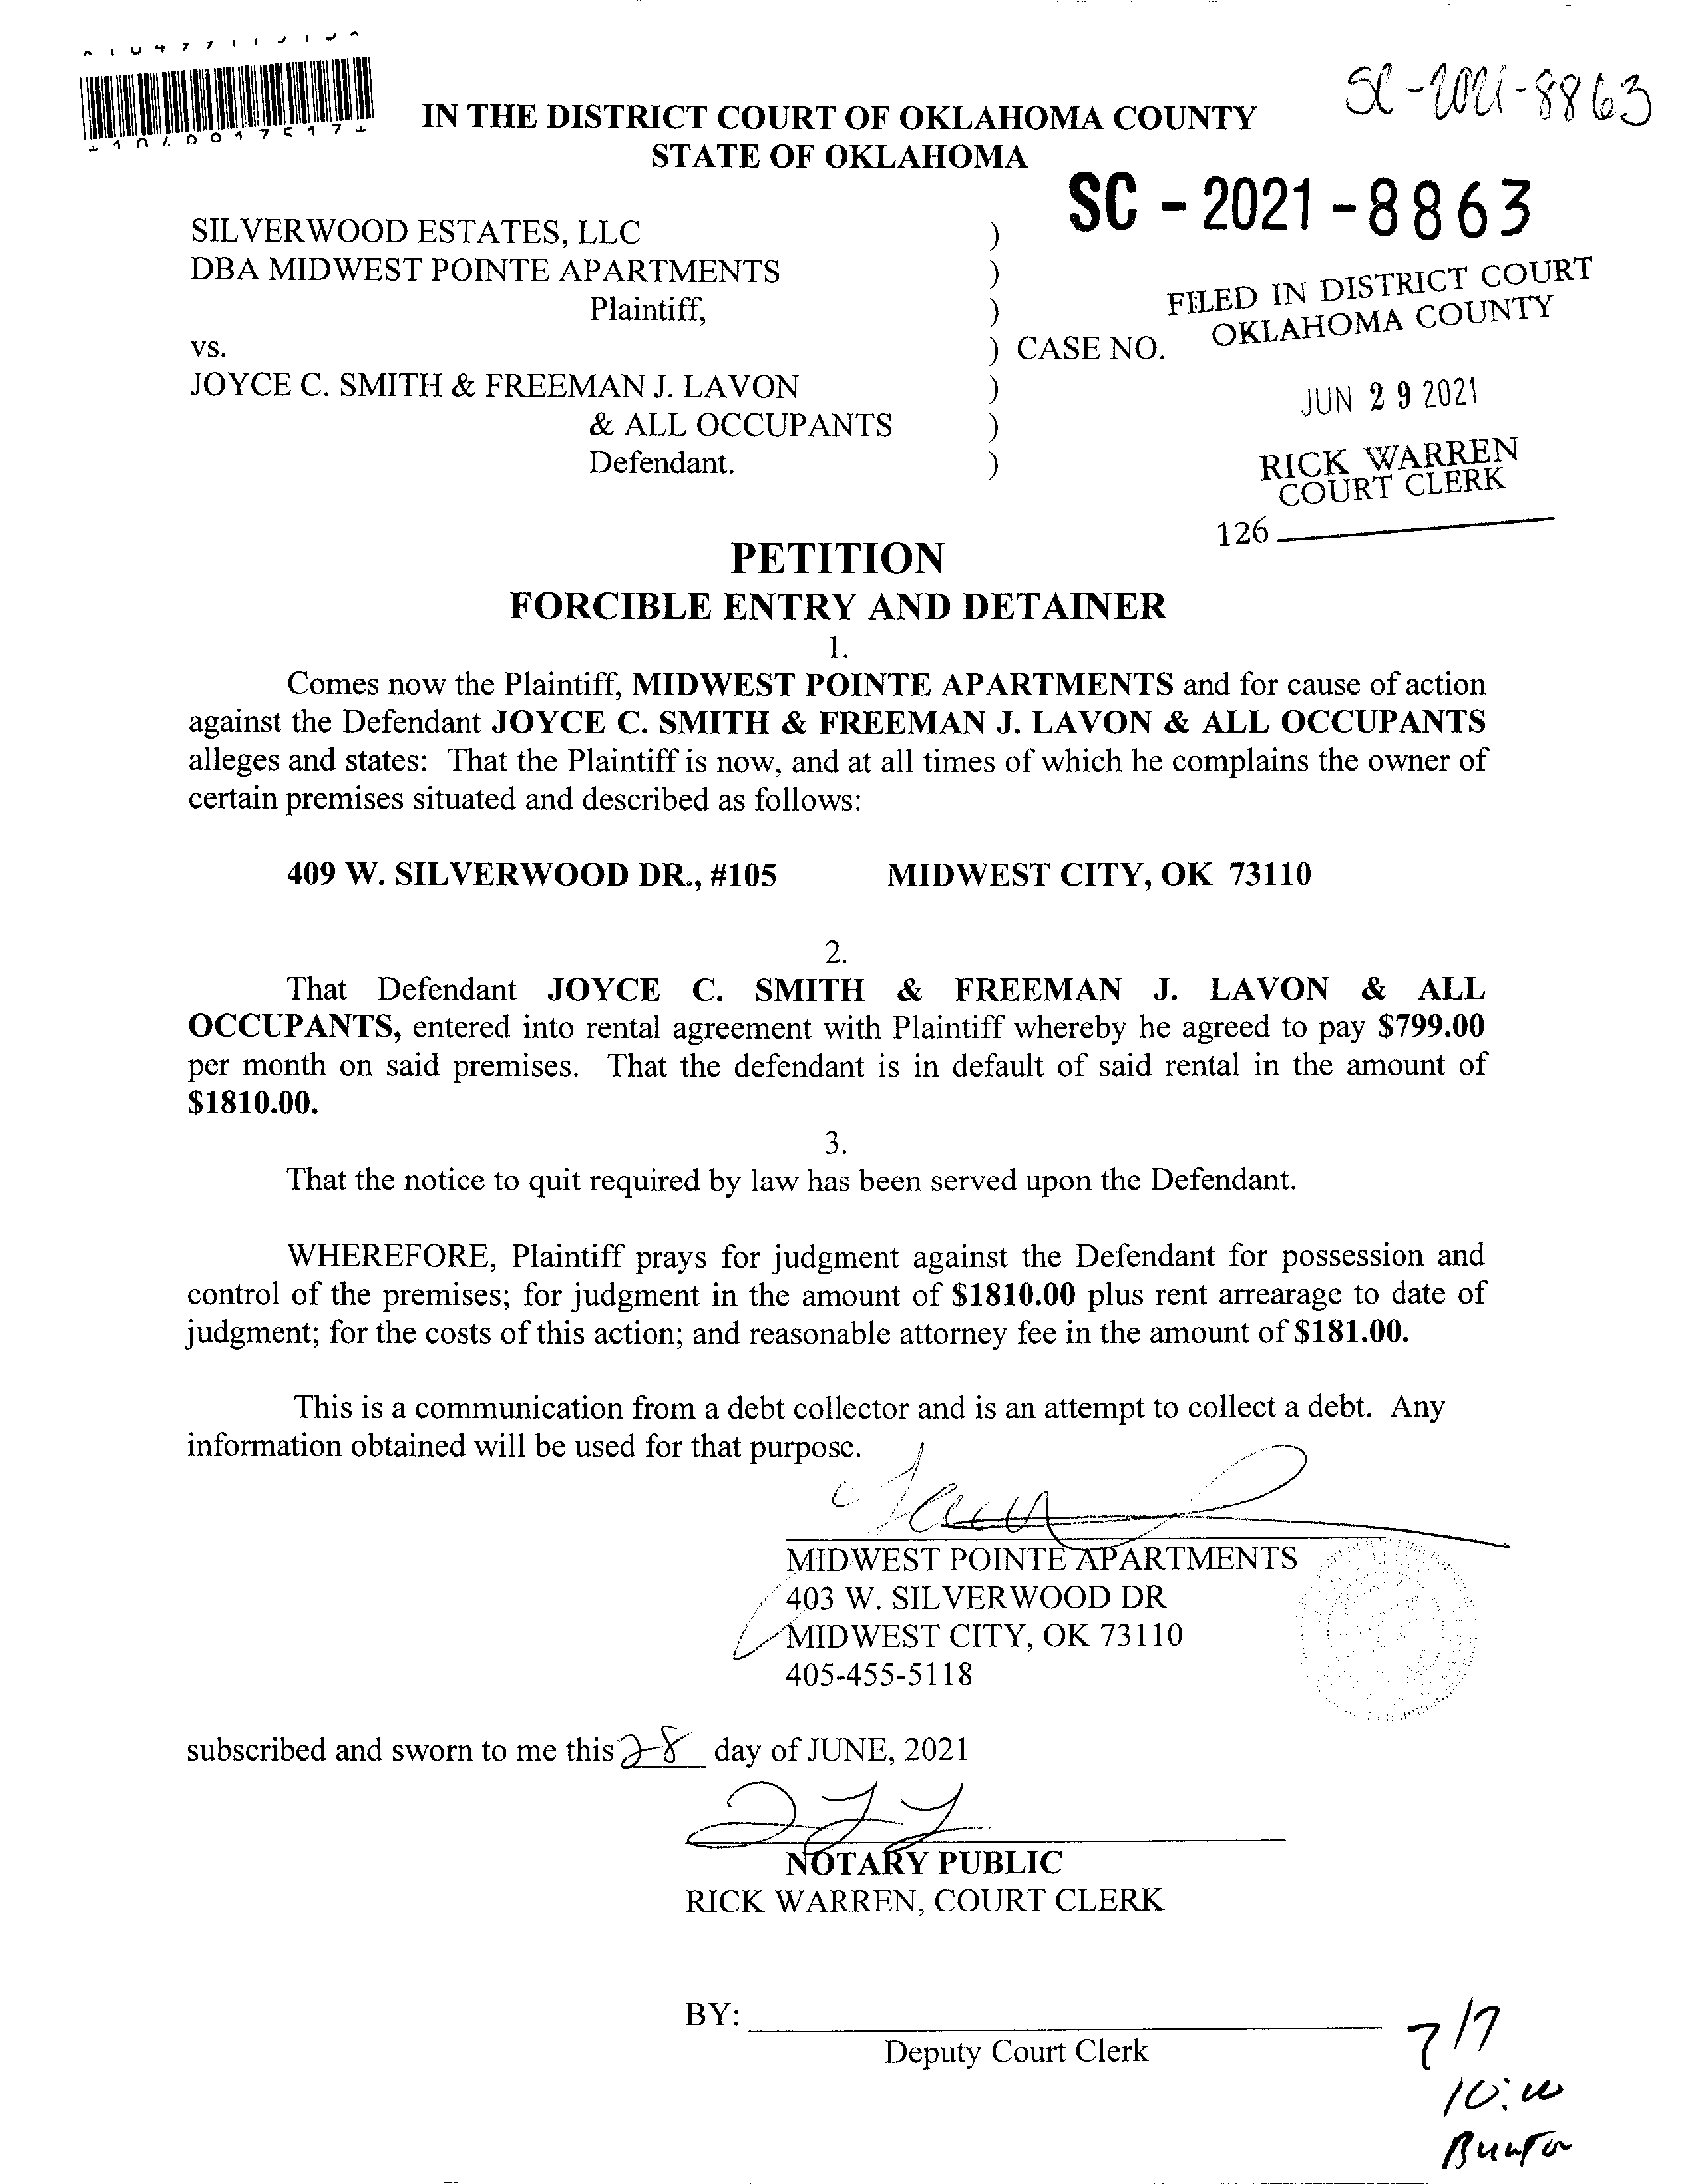 SC-2021-8863
IN THE DISTRICT COURT OF OKLAHOMA COUNTY
STATE OF OKLAHOMA
SC - 2021 - 8863
SILVERWOOD ESTATES, LLC )
DBA MIDWEST POINTE APARTMENTS )
Plaintiff, )
FILED IN DISTRICT COURT
OKLAHOMA COUNTY
vs. ) CASE NO.
JOYCE C. SMITH & FREEMAN J. LAVON )
JUN 29 2021
& ALL OCCUPANTS )
Defendant. )
RICK WARREN
COURT CLERK
126
PETITION
FORCIBLE ENTRY AND DETAINER
1.
Comes now the Plaintiff, MIDWEST POINTE APARTMENTS and for cause of action
against the Defendant JOYCE C. SMITH & FREEMAN J. LAVON & ALL OCCUPANTS
alleges and states: That the Plaintiff is now, and at all times of which he complains the owner of
certain premises situated and described as follows:
409 W. SILVERWOOD DR., #105 MIDWEST CITY, OK 73110
2.
That Defendant JOYCE C. SMITH & FREEMAN J. LAVON & ALL
OCCUPANTS, entered into rental agreement with Plaintiff whereby he agreed to pay $799.00
per month on said premises. That the defendant is in default of said rental in the amount of
$1810.00.
3.
That the notice to quit required by law has been served upon the Defendant.
WHEREFORE, Plaintiff prays for judgment against the Defendant for possession and
control of the premises; for judgment in the amount of $1810.00 plus rent arrearage to date of
judgment; for the costs of this action; and reasonable attorney fee in the amount of $181.00.
This is a communication from a debt collector and is an attempt to collect a debt. Any
information obtained will be used for that purpose.
MIDWEST POINTE APARTMENTS
403 W. SILVERWOOD DR
MIDWEST CITY, OK 73110
405-455-5118
subscribed and sworn to me this 28 day of JUNE, 2021
NOTARY PUBLIC
RICK WARREN, COURT CLERK
BY:
Deputy Court Clerk
7/7
10:00